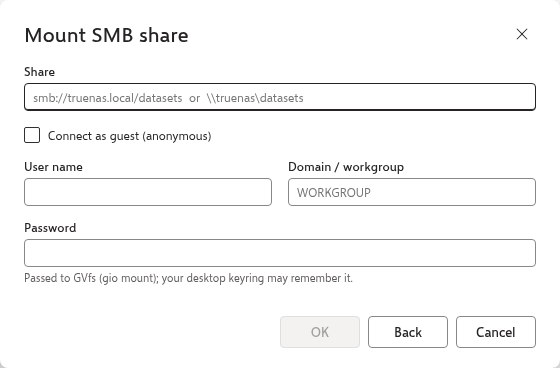 Mount SMB share
Share
smb://truenas.local/datasets or \\truenas\datasets
Connect as guest (anonymous)
User name
Domain / workgroup
WORKGROUP
Password
Passed to GVfs (gio mount); your desktop keyring may remember it.
OK
Back
Cancel